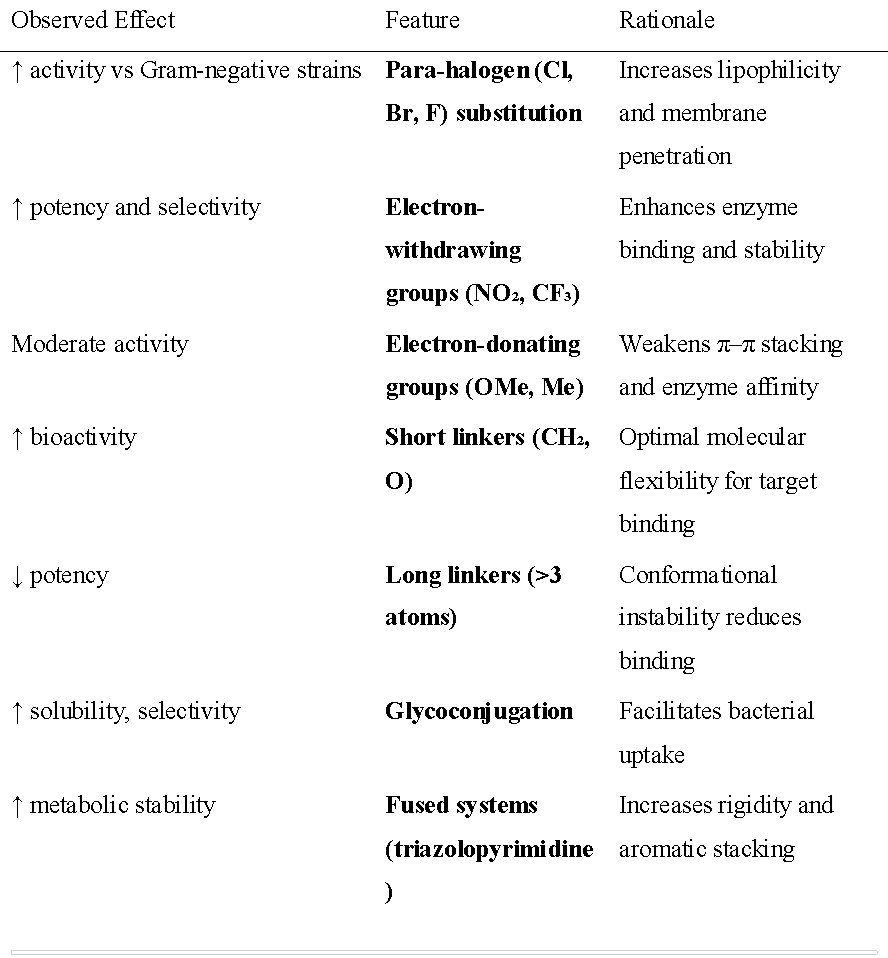 Observed Effect Feature Rationale
↑ activity vs Gram-negative strains Para-halogen (Cl, Increases lipophilicity
Br, F) substitution and membrane
penetration
↑ potency and selectivity Electron- Enhances enzyme
withdrawing binding and stability
groups (NO₂, CF₃)
Moderate activity Electron-donating Weakens π–π stacking
groups (OMe, Me) and enzyme affinity
↑ bioactivity Short linkers (CH₂, Optimal molecular
O) flexibility for target
binding
↓ potency Long linkers (>3 Conformational
atoms) instability reduces
binding
↑ solubility, selectivity Glycoconjugation Facilitates bacterial
uptake
↑ metabolic stability Fused systems Increases rigidity and
(triazolopyrimidine aromatic stacking
)